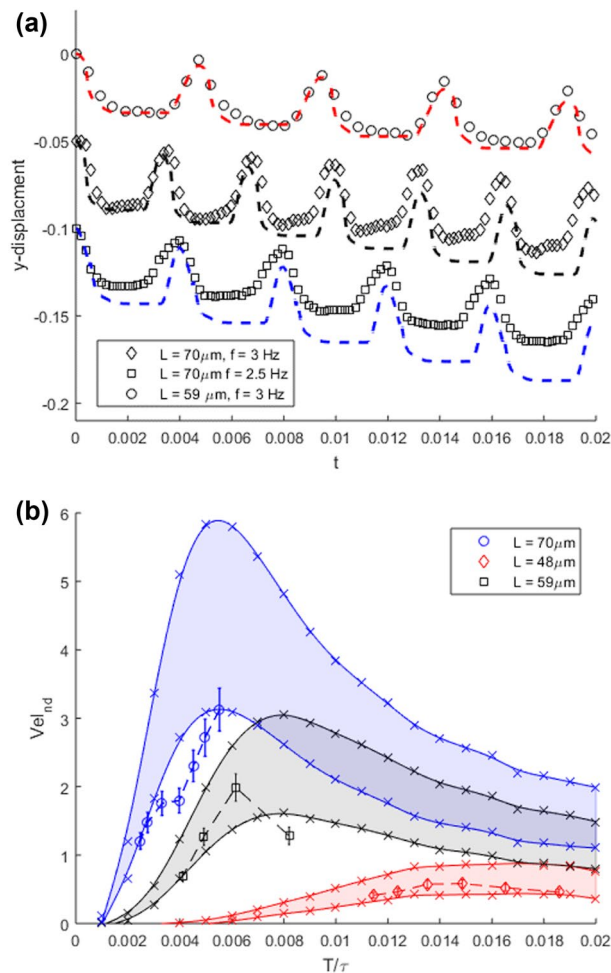 (a)
0
-0.05
-0.1
-0.15
-0.2
y-displacment
L = 70μm, f = 3 Hz
L = 70μm f = 2.5 Hz
L = 59 μm, f = 3 Hz
0 0.002 0.004 0.006 0.008 0.01 0.012 0.014 0.016 0.018 0.02
t
(b)
6
5
4
3
2
1
0
Vel_nd
L = 70μm
L = 48μm
L = 59μm
0 0.002 0.004 0.006 0.008 0.01 0.012 0.014 0.016 0.018 0.02
T/τ